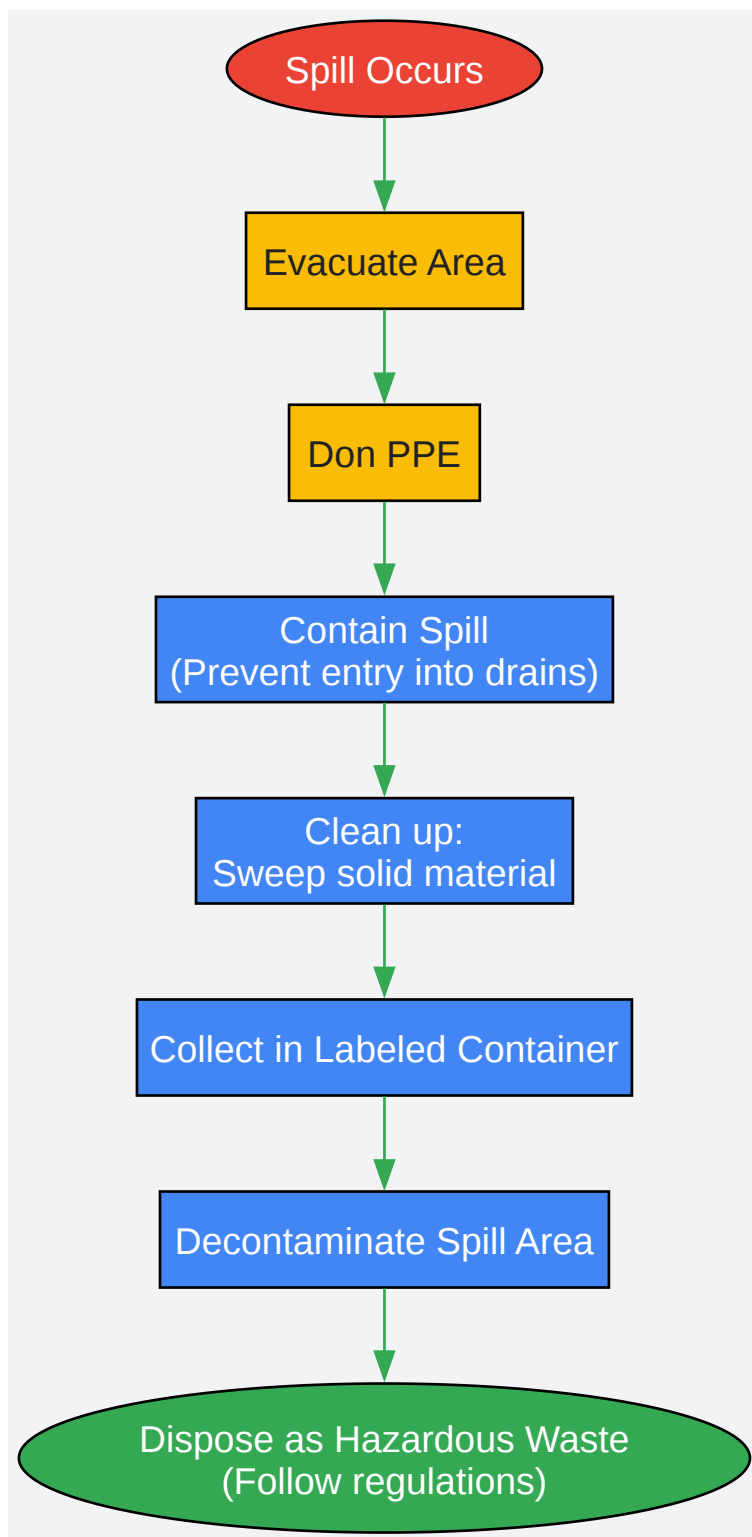 Spill Occurs
Evacuate Area
Don PPE
Contain Spill
(Prevent entry into drains)
Clean up:
Sweep solid material
Collect in Labeled Container
Decontaminate Spill Area
Dispose as Hazardous Waste
(Follow regulations)